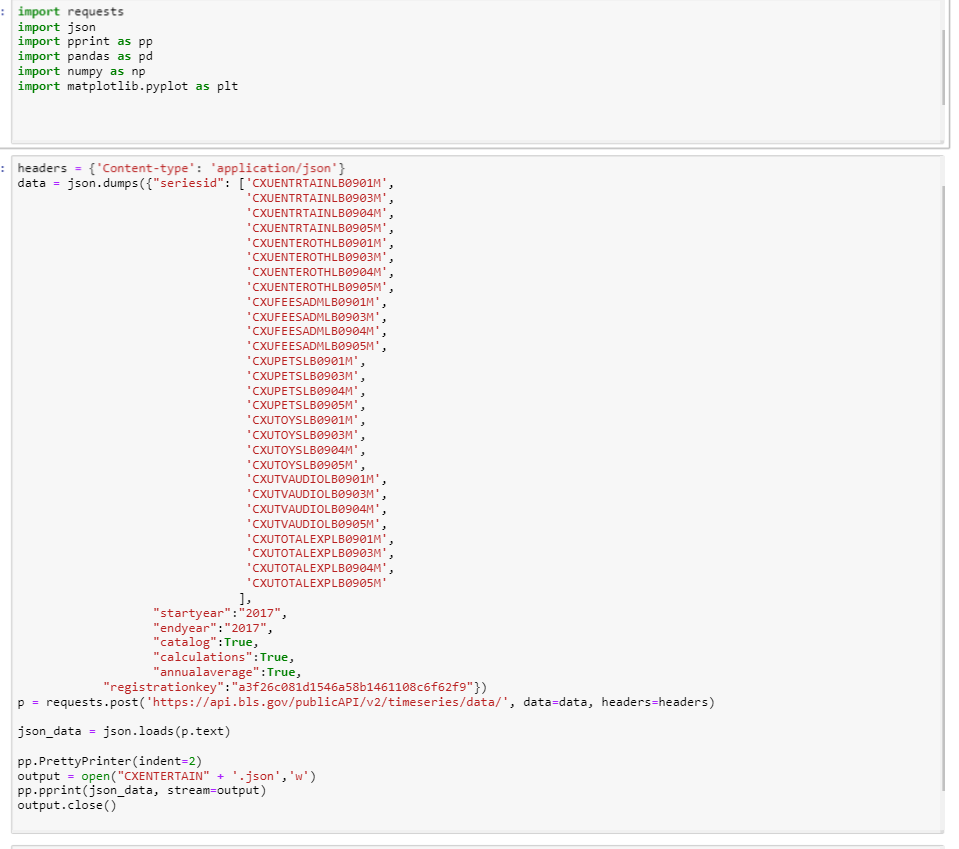 :
import requests
import json
import pprint as pp
import pandas as pd
import numpy as np
import matplotlib.pyplot as plt
:
headers = {'Content-type': 'application/json'}
data = json.dumps({"seriesid": ['CXUENTRTAINLB0901M',
'CXUENTRTAINLB0903M',
'CXUENTRTAINLB0904M',
'CXUENTRTAINLB0905M',
'CXUENTEROTHLB0901M',
'CXUENTEROTHLB0903M',
'CXUENTEROTHLB0904M',
'CXUENTEROTHLB0905M',
'CXUFEESADMLB0901M',
'CXUFEESADMLB0903M',
'CXUFEESADMLB0904M',
'CXUFEESADMLB0905M',
'CXUPETSLB0901M',
'CXUPETSLB0903M',
'CXUPETSLB0904M',
'CXUPETSLB0905M',
'CXUTOYSLB0901M',
'CXUTOYSLB0903M',
'CXUTOYSLB0904M',
'CXUTOYSLB0905M',
'CXUTVAUDIOLB0901M',
'CXUTVAUDIOLB0903M',
'CXUTVAUDIOLB0904M',
'CXUTVAUDIOLB0905M',
'CXUTOTALEXPLB0901M',
'CXUTOTALEXPLB0903M',
'CXUTOTALEXPLB0904M',
'CXUTOTALEXPLB0905M'
],
"startyear":"2017",
"endyear":"2017",
"catalog":True,
"calculations":True,
"annualaverage":True,
"registrationkey":"a3f26c081d1546a58b1461108c6f62f9"})
p = requests.post('https://api.bls.gov/publicAPI/v2/timeseries/data/', data=data, headers=headers)
json_data = json.loads(p.text)
pp.PrettyPrinter(indent=2)
output = open("CXENTERTAIN" + '.json','w')
pp.pprint(json_data, stream=output)
output.close()